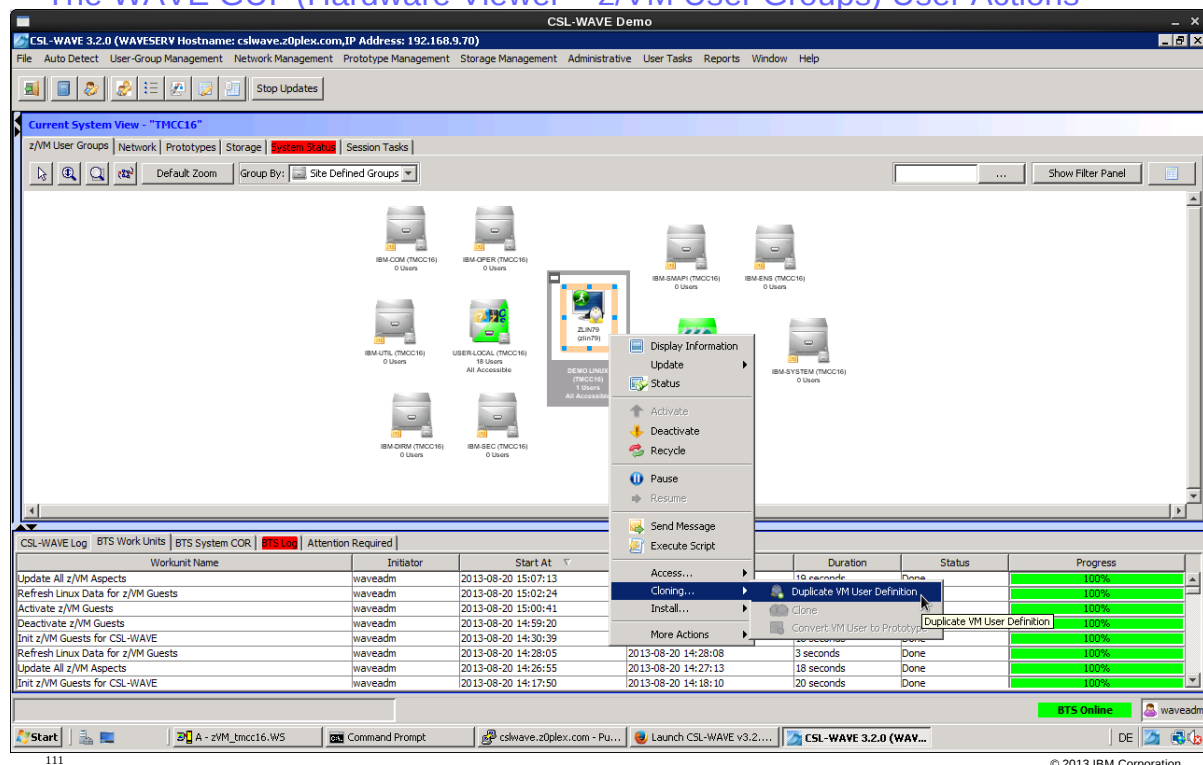 The WAVE GUI (Hardware Viewer – z/VM User Groups) User Actions
CSL-WAVE Demo
CSL-WAVE 3.2.0 (WAVESERV Hostname: cslwave.z0plex.com,IP Address: 192.168.9.70)
File Auto Detect User-Group Management Network Management Prototype Management Storage Management Administrative User Tasks Reports Window Help
Stop Updates
Current System View - "TMCC16"
z/VM User Groups Network Prototypes Storage System Status Session Tasks
Default Zoom Group By: Site Defined Groups ... Show Filter Panel
IBM-COM (TMCC16)
0 Users
IBM-OPER (TMCC16)
0 Users
IBM-SMAPI (TMCC16)
0 Users
IBM-ENS (TMCC16)
0 Users
ZLIN79
(zlin79)
DEMO LINUX
(TMCC16)
1 Users
All Accessible
IBM-UTIL (TMCC16)
0 Users
USER-LOCAL (TMCC16)
18 Users
All Accessible
IBM-SYSTEM (TMCC16)
0 Users
IBM-DIRM (TMCC16)
0 Users
IBM-SEC (TMCC16)
0 Users
Display Information
Update
Status
Activate
Deactivate
Recycle
Pause
Resume
Send Message
Execute Script
Access...
Cloning...
Install...
More Actions
Duplicate VM User Definition
Clone
Convert VM User to Prototype
Duplicate VM User Definition
CSL-WAVE Log BTS Work Units BTS System COR BTS Log Attention Required
Workunit Name Initiator Start At Duration Status Progress
Update All z/VM Aspects waveadm 2013-08-20 15:07:13 19 seconds Done 100%
Refresh Linux Data for z/VM Guests waveadm 2013-08-20 15:02:24 100%
Activate z/VM Guests waveadm 2013-08-20 15:00:41 100%
Deactivate z/VM Guests waveadm 2013-08-20 14:59:20 100%
Init z/VM Guests for CSL-WAVE waveadm 2013-08-20 14:30:39 seconds Done 100%
Refresh Linux Data for z/VM Guests waveadm 2013-08-20 14:28:05 2013-08-20 14:28:08 3 seconds Done 100%
Update All z/VM Aspects waveadm 2013-08-20 14:26:55 2013-08-20 14:27:13 18 seconds Done 100%
Init z/VM Guests for CSL-WAVE waveadm 2013-08-20 14:17:50 2013-08-20 14:18:10 20 seconds Done 100%
BTS Online waveadm
Start A - zVM_tmcc16.WS Command Prompt cslwave.z0plex.com - Pu... Launch CSL-WAVE v3.2.... CSL-WAVE 3.2.0 (WAV... DE
111
© 2013 IBM Corporation